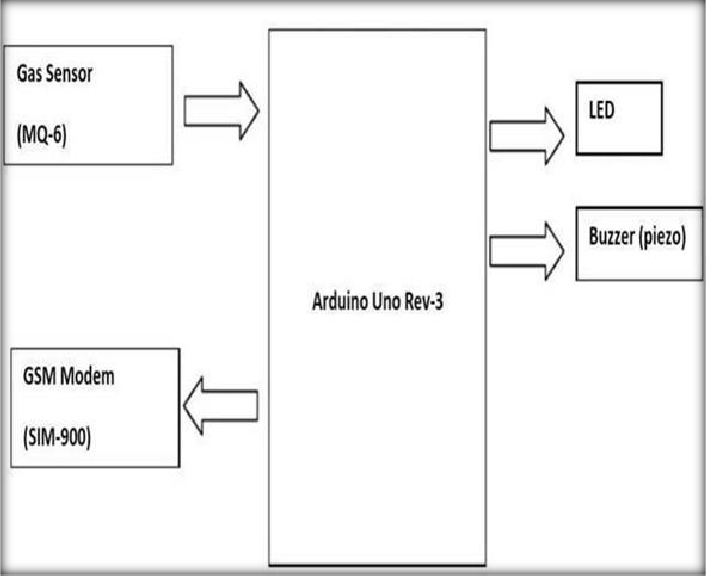 Gas Sensor
(MQ-6)
LED
Buzzer (piezo)
Arduino Uno Rev-3
GSM Modem
(SIM-900)